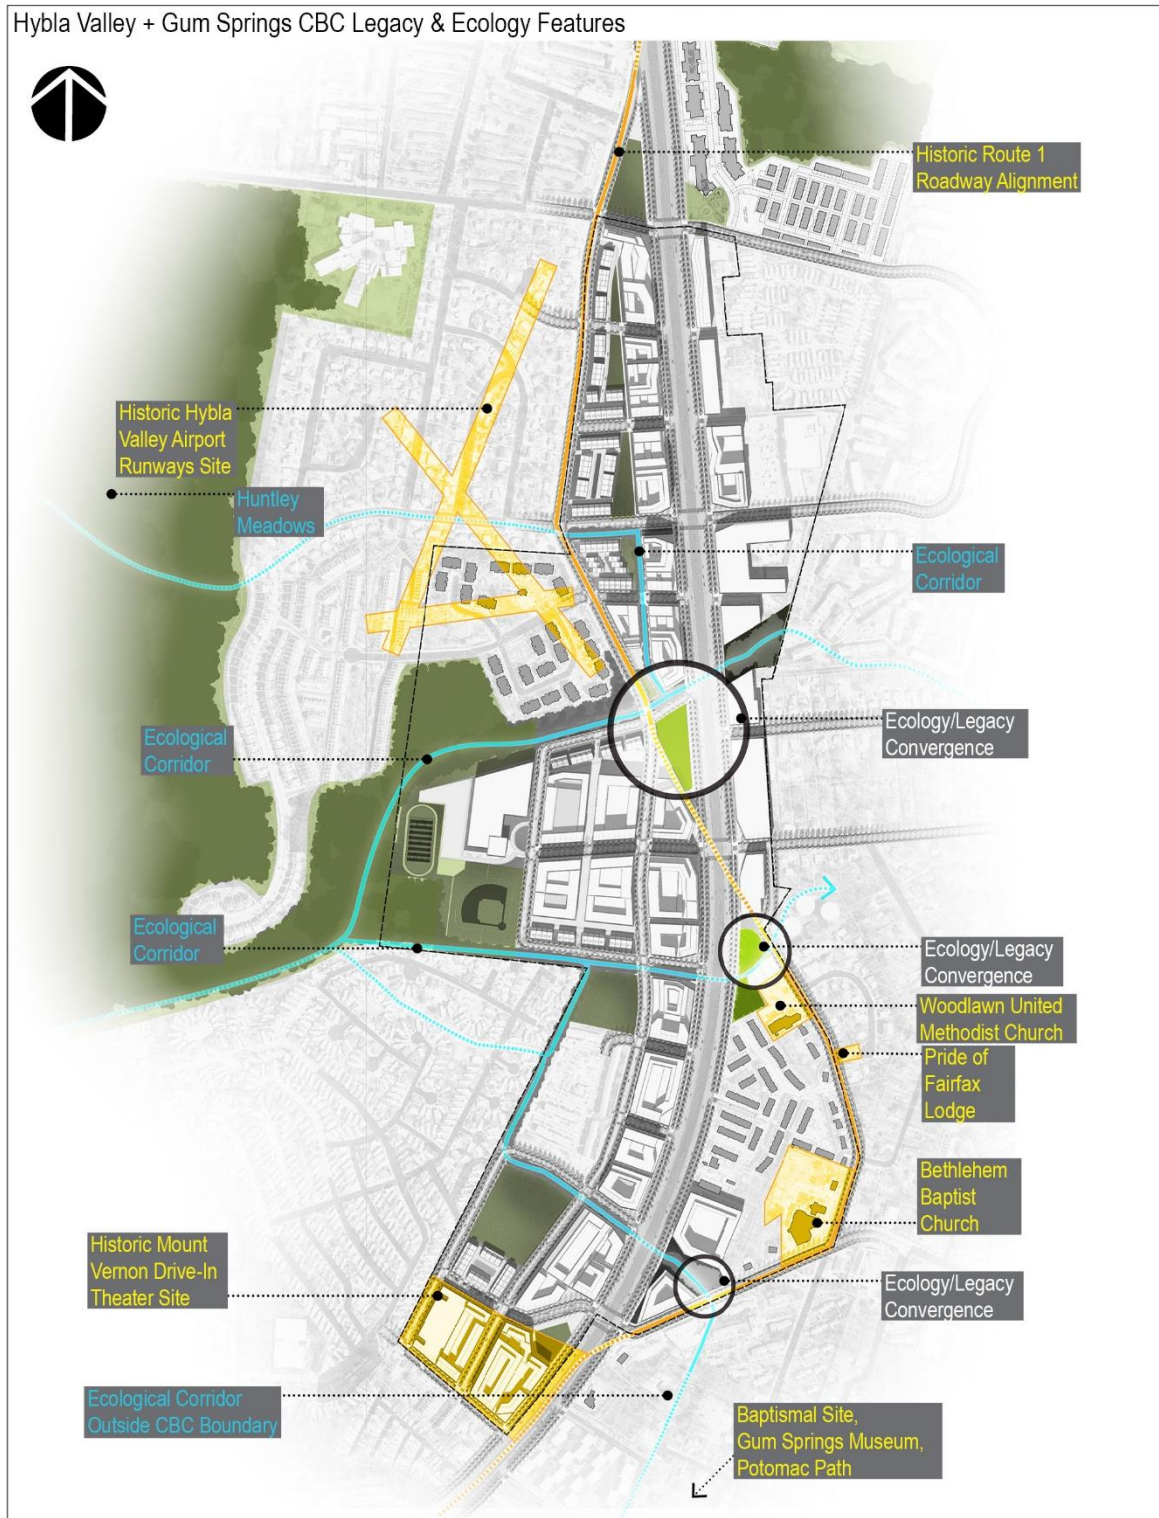 Hybla Valley + Gum Springs CBC Legacy & Ecology Features
Historic Route 1
Roadway Alignment
Historic Hybla
Valley Airport
Runways Site
Huntley
Meadows
Ecological
Corridor
Ecological
Corridor
Ecology/Legacy
Convergence
Ecological
Corridor
Ecology/Legacy
Convergence
Woodlawn United
Methodist Church
Pride of
Fairfax
Lodge
Bethlehem
Baptist
Church
Historic Mount
Vernon Drive-In
Theater Site
Ecology/Legacy
Convergence
Ecological Corridor
Outside CBC Boundary
Baptismal Site,
Gum Springs Museum,
Potomac Path